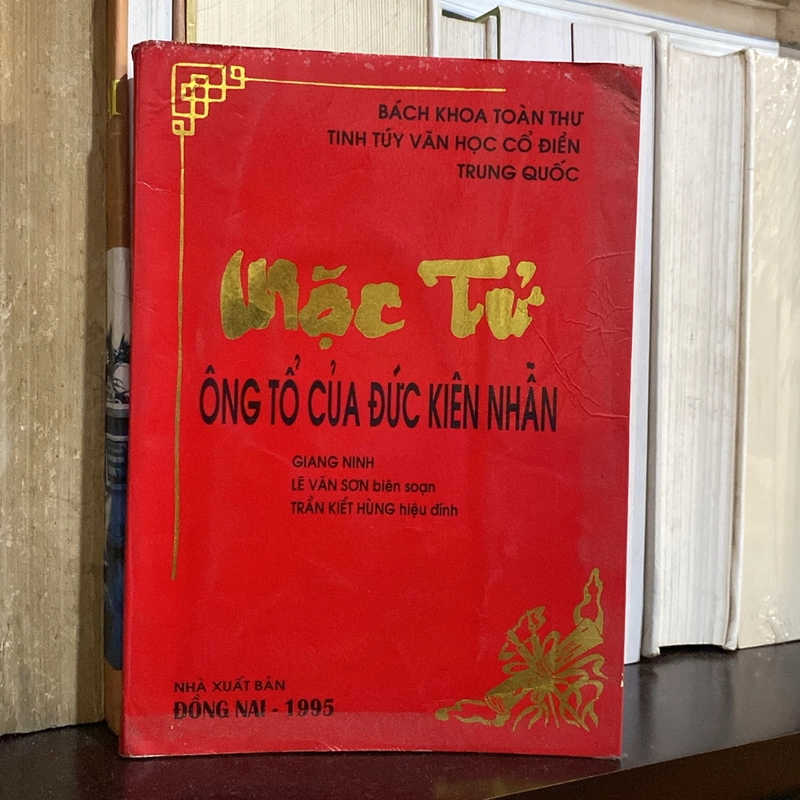 BÁCH KHOA TOÀN THƯ
TINH TÚY VĂN HỌC CỔ ĐIỂN
TRUNG QUỐC
Mặc Tử
ÔNG TỔ CỦA ĐỨC KIÊN NHẪN
GIANG NINH
LÊ VĂN SƠN biên soạn
TRẦN KIẾT HÙNG hiệu đính
NHÀ XUẤT BẢN
ĐỒNG NAI - 1995